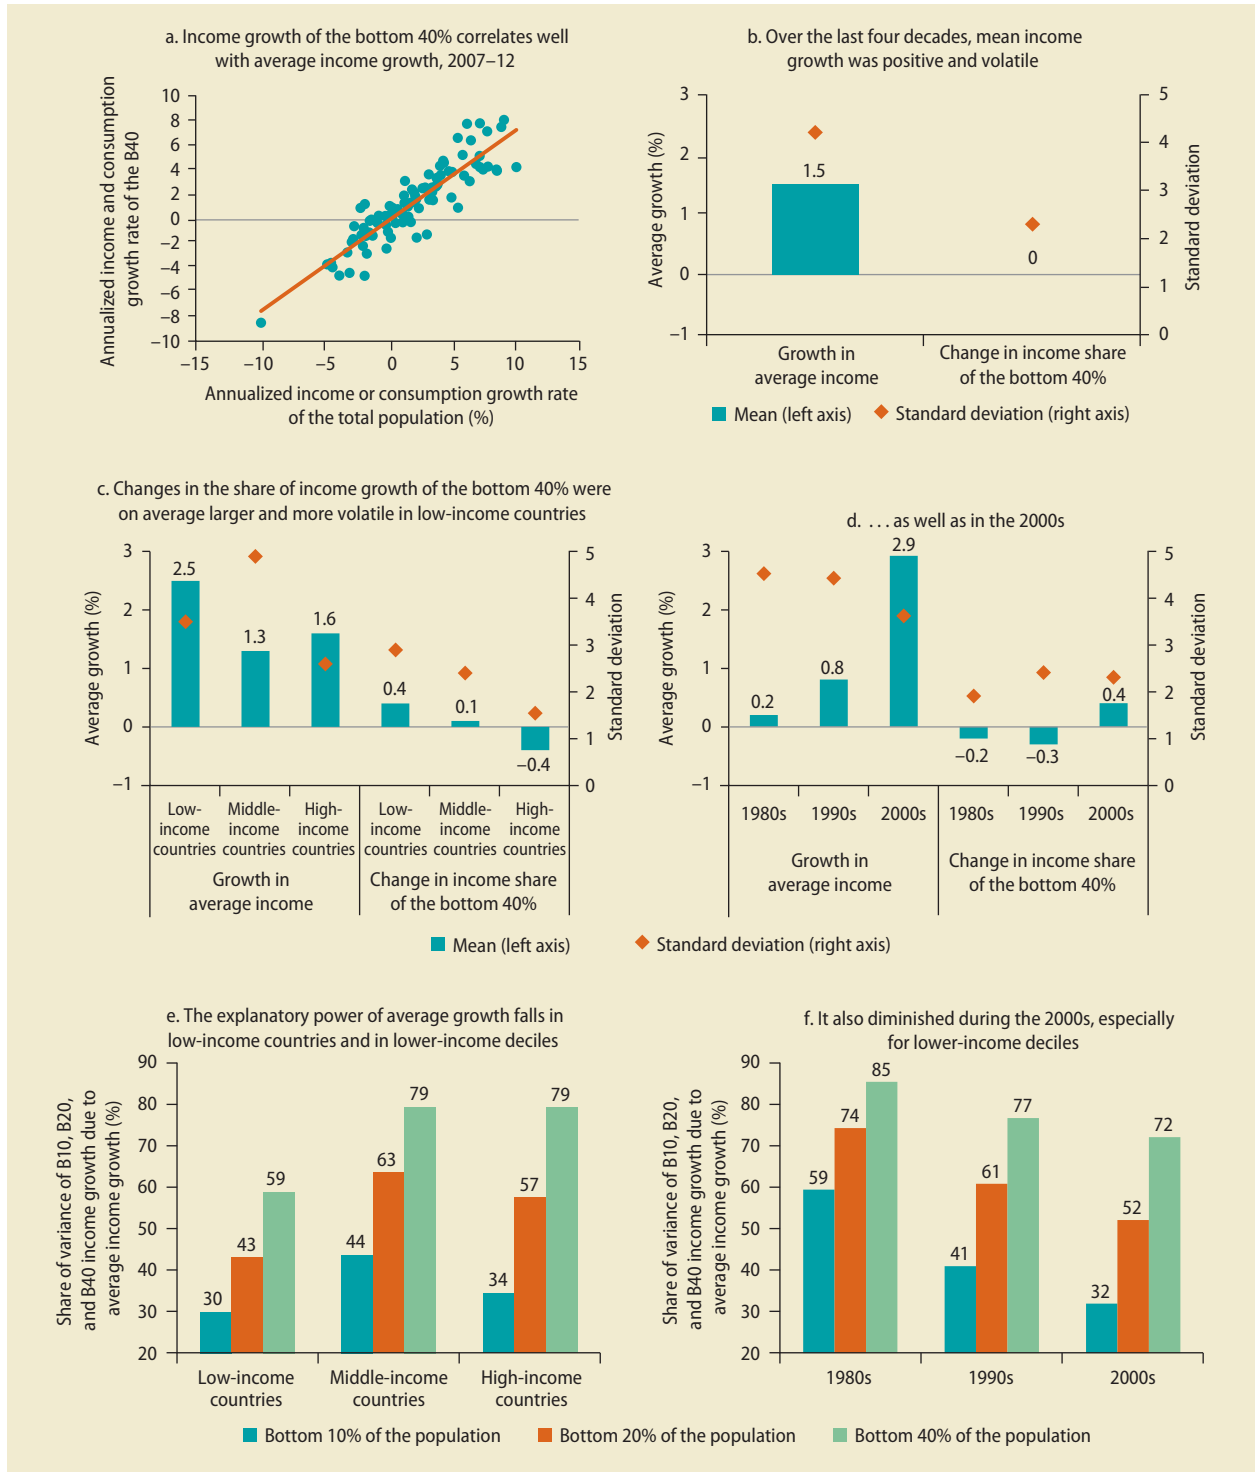 a. Income growth of the bottom 40% correlates well
with average income growth, 2007–12
Annualized income and consumption
growth rate of the B40
10
8
6
4
2
0
−2
−4
−6
−8
−10
−15
−10
−5
0
5
10
15
Annualized income or consumption growth rate
of the total population (%)
b. Over the last four decades, mean income
growth was positive and volatile
Average growth (%)
3
2
1
0
−1
1.5
0
5
4
3
2
1
0
Standard deviation
Growth in
average income
Change in income share
of the bottom 40%
Mean (left axis)
Standard deviation (right axis)
c. Changes in the share of income growth of the bottom 40% were
on average larger and more volatile in low-income countries
Average growth (%)
3
2
1
0
−1
2.5
1.3
1.6
0.4
0.1
−0.4
5
4
3
2
1
0
Standard deviation
Low-
income
countries
Middle-
income
countries
High-
income
countries
Low-
income
countries
Middle-
income
countries
High-
income
countries
Growth in
average income
Change in income share
of the bottom 40%
d. . . . as well as in the 2000s
Average growth (%)
3
2
1
0
−1
0.2
0.8
2.9
−0.2
−0.3
0.4
5
4
3
2
1
0
Standard deviation
1980s
1990s
2000s
1980s
1990s
2000s
Growth in
average income
Change in income share
of the bottom 40%
Mean (left axis)
Standard deviation (right axis)
e. The explanatory power of average growth falls in
low-income countries and in lower-income deciles
Share of variance of B10, B20,
and B40 income growth due to
average income growth (%)
90
80
70
60
50
40
30
20
30
43
59
44
63
79
34
57
79
Low-income
countries
Middle-income
countries
High-income
countries
f. It also diminished during the 2000s, especially
for lower-income deciles
Share of variance of B10, B20,
and B40 income growth due to
average growth (%)
90
80
70
60
50
40
30
20
59
74
85
41
61
77
32
52
72
1980s
1990s
2000s
Bottom 10% of the population
Bottom 20% of the population
Bottom 40% of the population